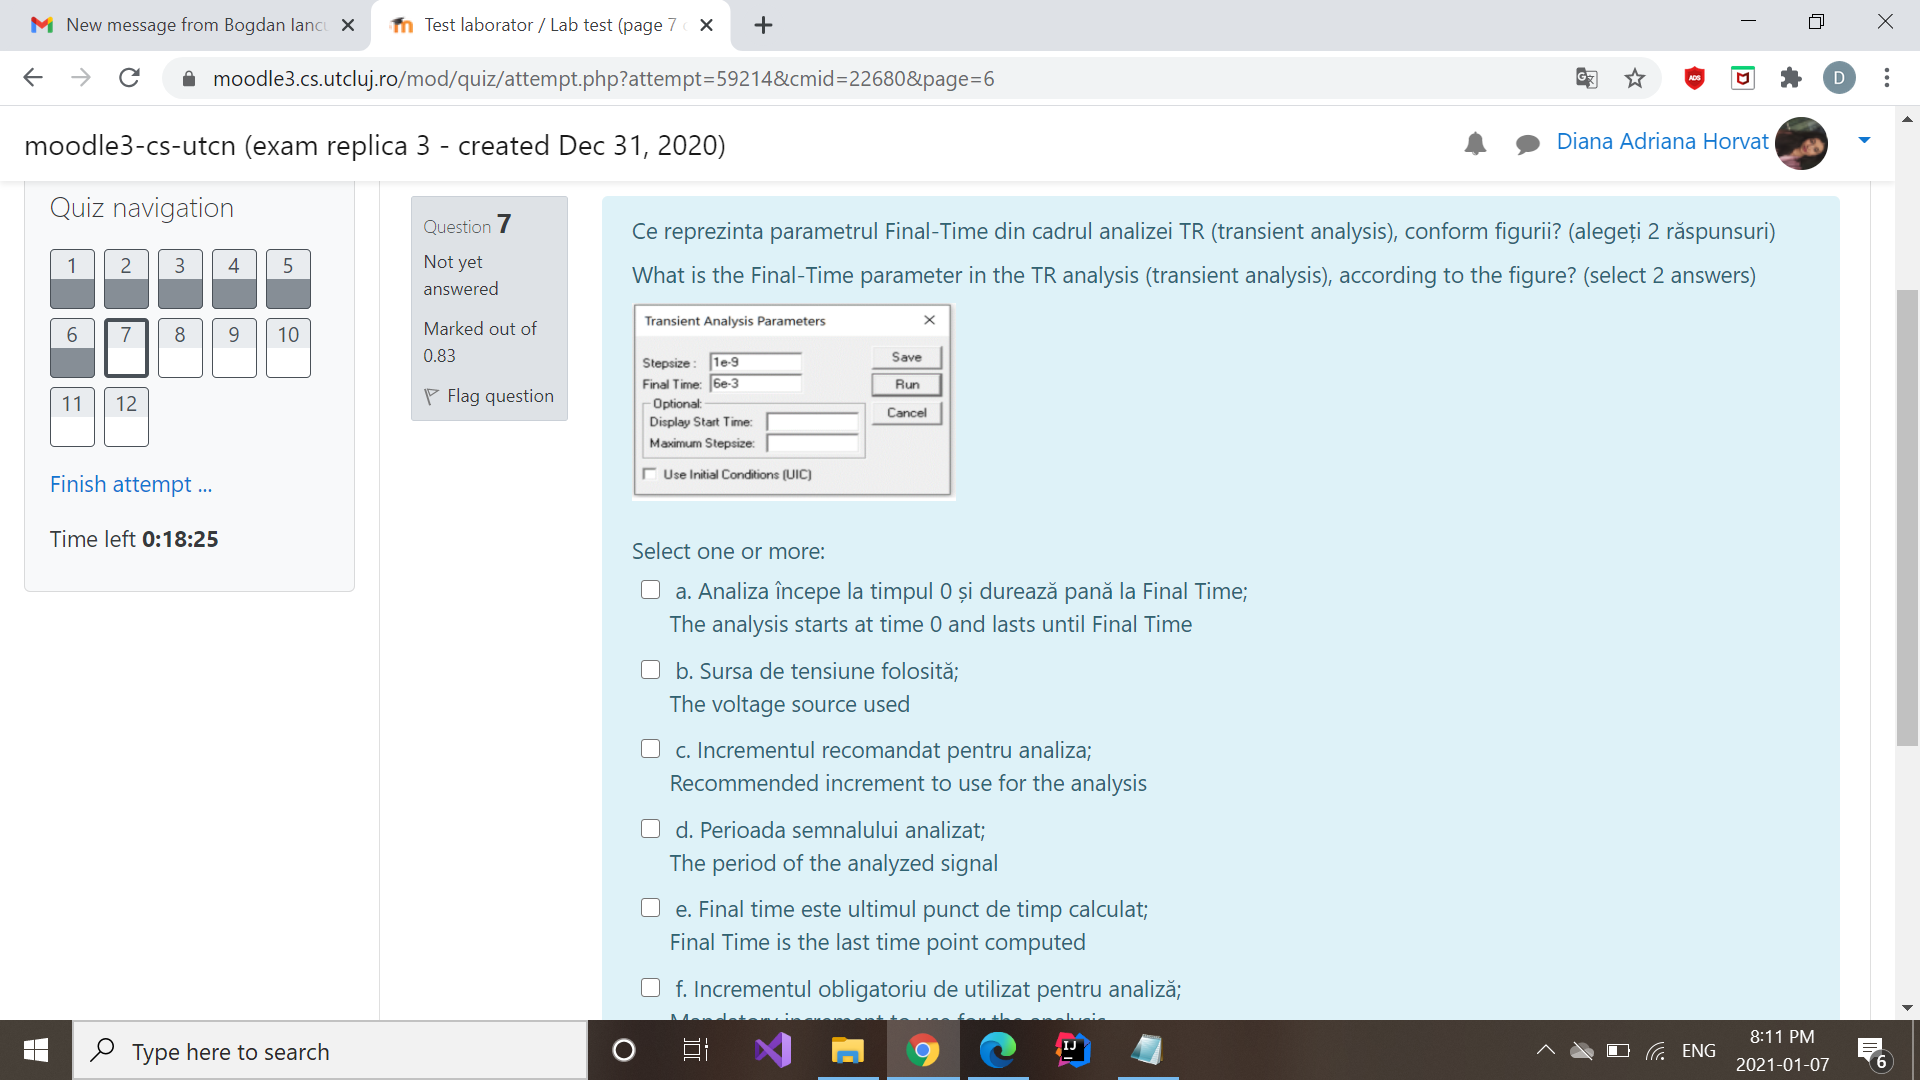 New message from Bogdan Iancu
Test laborator / Lab test (page 7
moodle3.cs.utcluj.ro/mod/quiz/attempt.php?attempt=59214&cmid=22680&page=6
ADS
D
moodle3-cs-utcn (exam replica 3 - created Dec 31, 2020)
Diana Adriana Horvat
Quiz navigation
1 2 3 4 5
6 7 8 9 10
11 12
Finish attempt ...
Time left 0:18:25
Question 7
Not yet
answered
Marked out of
0.83
Flag question
Ce reprezinta parametrul Final-Time din cadrul analizei TR (transient analysis), conform figurii? (alegeți 2 răspunsuri)
What is the Final-Time parameter in the TR analysis (transient analysis), according to the figure? (select 2 answers)
Transient Analysis Parameters
Stepsize : 1e-9
Save
Final Time: 6e-3
Run
Optional:
Display Start Time:
Cancel
Maximum Stepsize:
Use Initial Conditions (UIC)
Select one or more:
a. Analiza începe la timpul 0 și durează pană la Final Time;
The analysis starts at time 0 and lasts until Final Time
b. Sursa de tensiune folosită;
The voltage source used
c. Incrementul recomandat pentru analiza;
Recommended increment to use for the analysis
d. Perioada semnalului analizat;
The period of the analyzed signal
e. Final time este ultimul punct de timp calculat;
Final Time is the last time point computed
f. Incrementul obligatoriu de utilizat pentru analiză;
Mandatory increment to use for the analysis
Type here to search
IJ
ENG
8:11 PM
2021-01-07
6